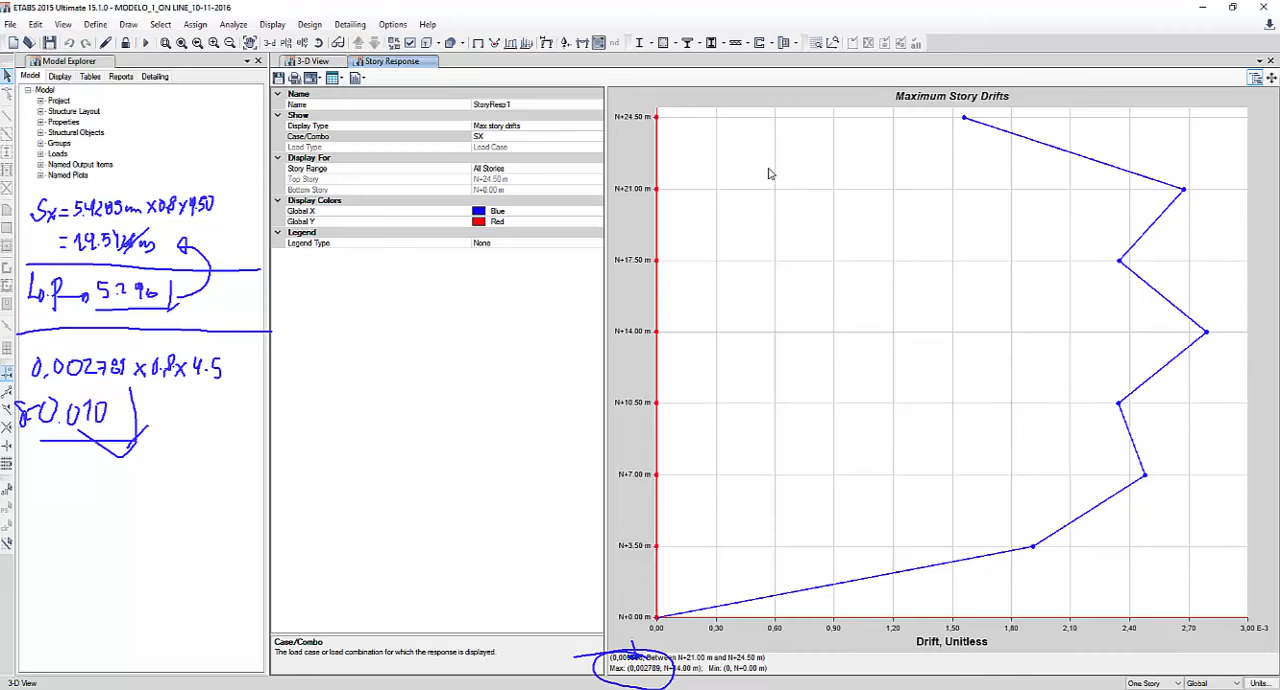 ETABS 2015 Ultimate 15.1.0 - MODELO_1_ON LINE_10-11-2016
File Edit View Define Draw Select Assign Analyze Display Design Detailing Options Help
Model Explorer
3-D View
Story Response
Model Display Tables Reports Detailing
Model
Project
Structure Layout
Properties
Structural Objects
Groups
Loads
Named Output Items
Named Plots
0.002789 x 0.8 x 4.5
0.010
Name
Name StoryResp1
Show
Display Type Max story drifts
Case/Combo SX
Load Type Load Case
Display For
Story Range All Stories
Top Story N+24.50 m
Bottom Story N+0.00 m
Display Colors
Global X Blue
Global Y Red
Legend
Legend Type None
Case/Combo
The load case or load combination for which the response is displayed.
Maximum Story Drifts
N+24.50 m
N+21.00 m
N+17.50 m
N+14.00 m
N+10.50 m
N+7.00 m
N+3.50 m
N+0.00 m
0,00 0,30 0,60 0,90 1,20 1,50 1,80 2,10 2,40 2,70 3,00 E-3
Drift, Unitless
Between N+21.00 m and N+24.50 m)
Max: (0,002789, N+14.00 m); Min: (0, N+0.00 m)
3-D View
One Story Global Units...